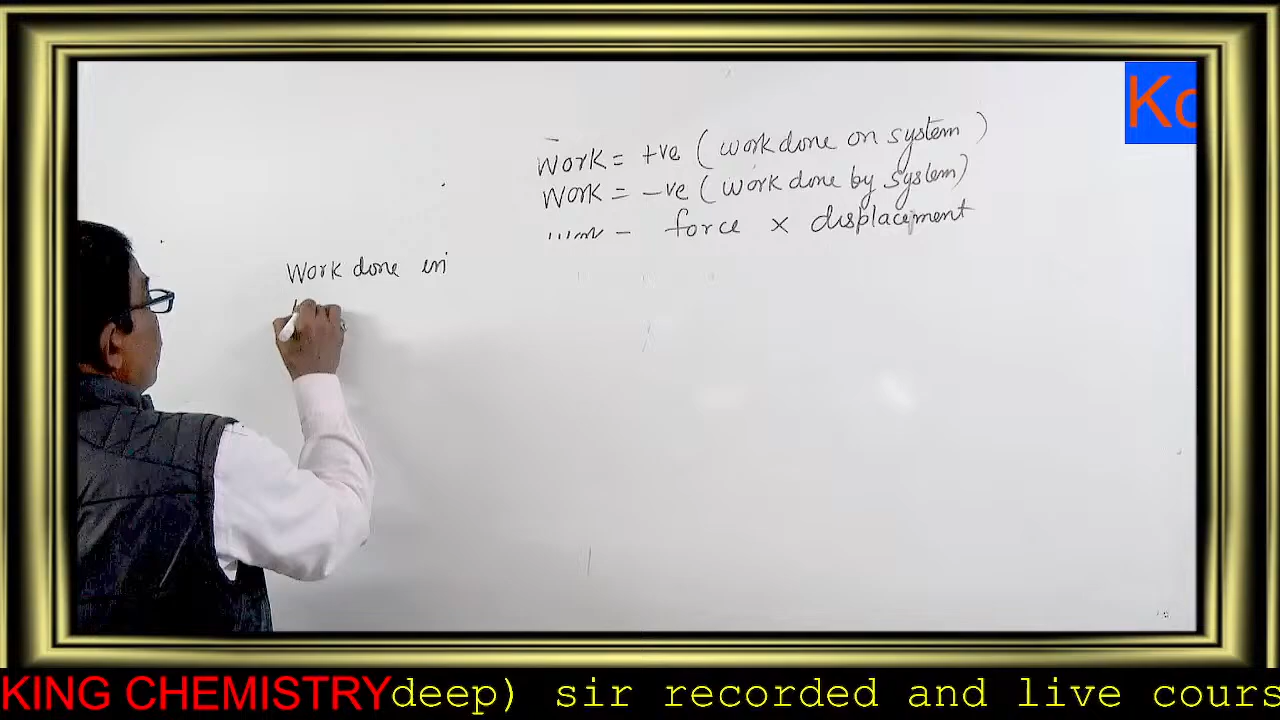 Work = +ve ( work done on system )
Work = -ve ( work done by system)
force x displacement
Work done in
KING CHEMISTRY deep) sir recorded and live cours